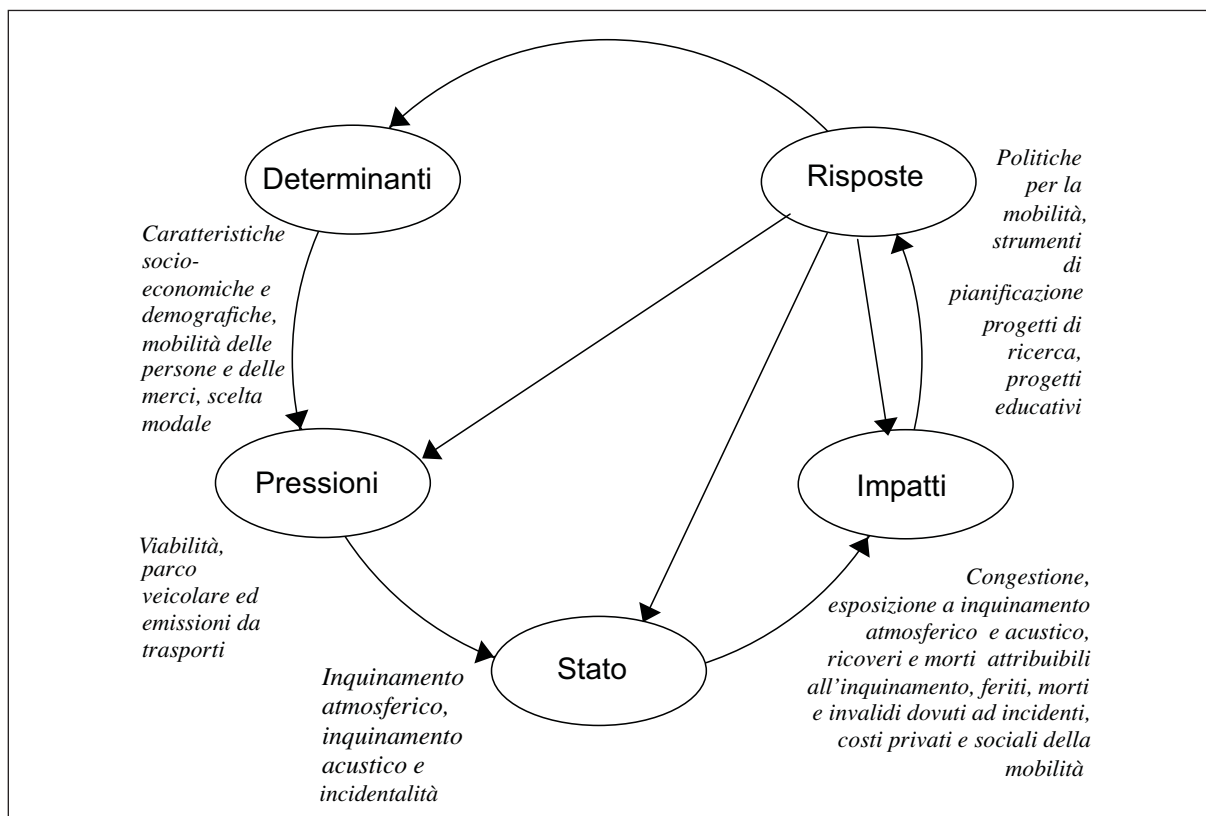 Determinanti
Caratteristiche
socio-
economiche e
demografiche,
mobilità delle
persone e delle
merci, scelta
modale
Risposte
Politiche
per la
mobilità,
strumenti
di
pianificazione
progetti di
ricerca,
progetti
educativi
Pressioni
Viabilità,
parco
veicolare ed
emissioni da
trasporti
Impatti
Congestione,
esposizione a inquinamento
atmosferico e acustico,
ricoveri e morti attribuibili
all'inquinamento, feriti, morti
e invalidi dovuti ad incidenti,
costi privati e sociali della
mobilità
Stato
Inquinamento
atmosferico,
inquinamento
acustico e
incidentalità